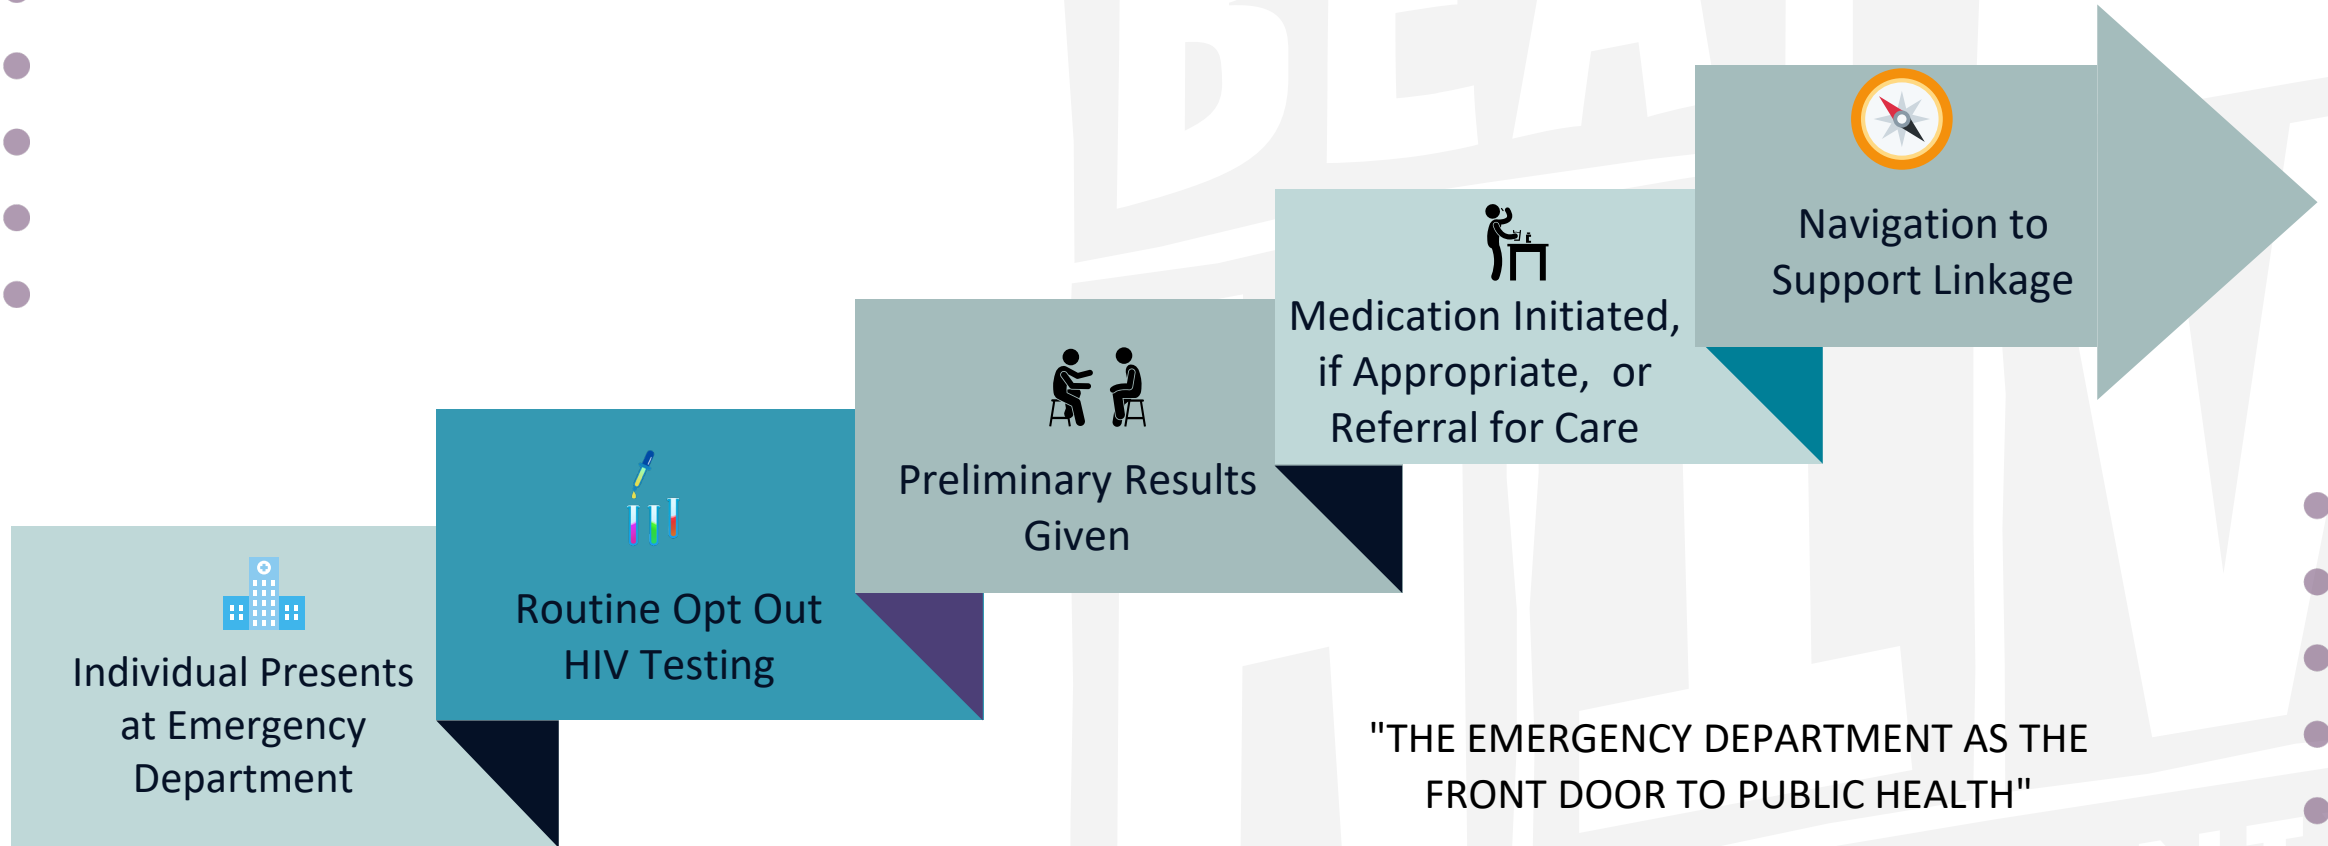 Individual Presents
at Emergency
Department
Routine Opt Out
HIV Testing
Preliminary Results
Given
Medication Initiated,
if Appropriate,  or
Referral for Care
Navigation to
Support Linkage
"THE EMERGENCY DEPARTMENT AS THE
FRONT DOOR TO PUBLIC HEALTH"